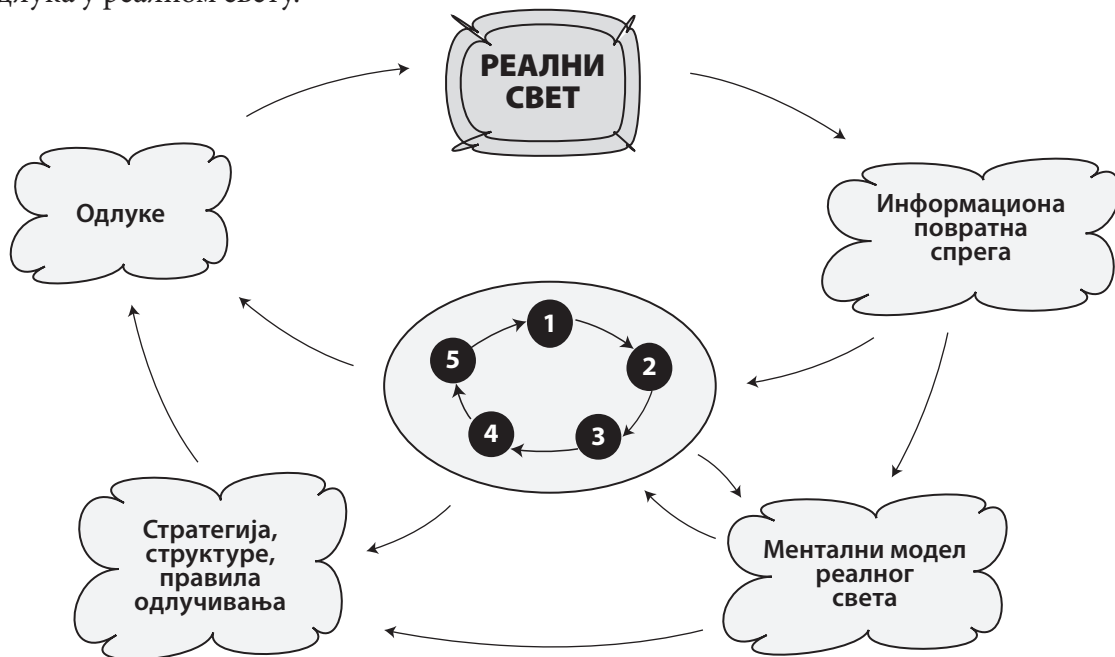 у реалном свету.
РЕАЛНИ
СВЕТ
Одлуке
Информациона
повратна
спрега
1
2
3
4
5
Стратегија,
структуре,
правила
одлучивања
Ментални модел
реалног
света